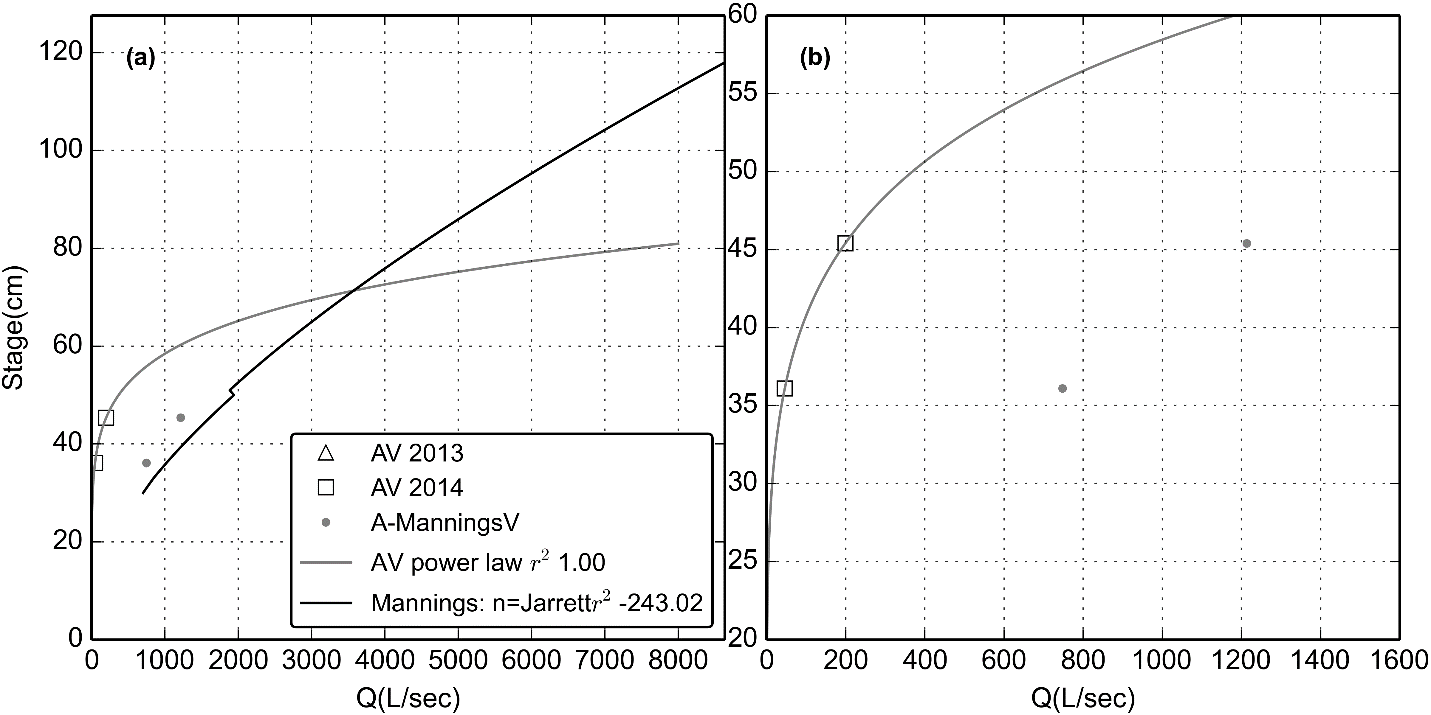 (a)
Stage(cm)
120
100
80
60
40
20
0
0 1000 2000 3000 4000 5000 6000 7000 8000
Q(L/sec)
AV 2013
AV 2014
A-ManningsV
AV power law r² 1.00
Mannings: n=Jarrettr² -243.02
(b)
60
55
50
45
40
35
30
25
20
0 200 400 600 800 1000 1200 1400 1600
Q(L/sec)